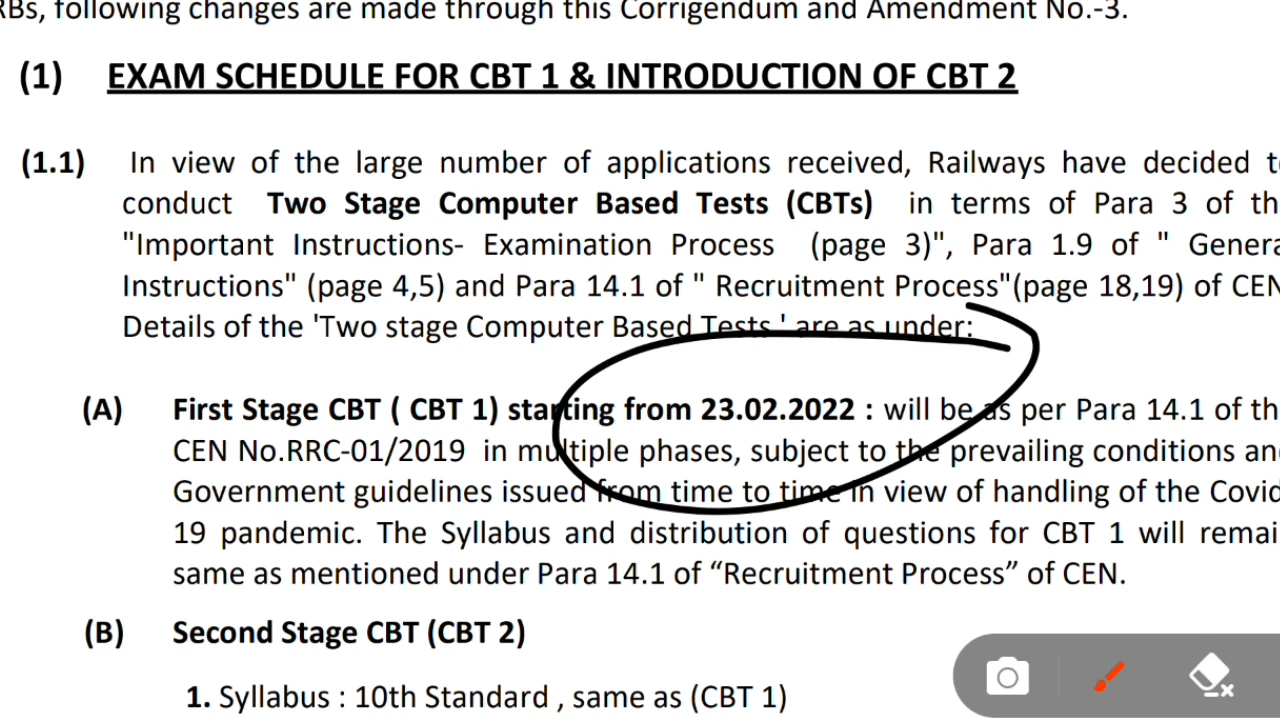 RBs, following changes are made through this Corrigendum and Amendment No.-3.
(1) EXAM SCHEDULE FOR CBT 1 & INTRODUCTION OF CBT 2
(1.1) In view of the large number of applications received, Railways have decided
conduct Two Stage Computer Based Tests (CBTs) in terms of Para 3 of th
"Important Instructions- Examination Process (page 3)", Para 1.9 of " Genera
Instructions" (page 4,5) and Para 14.1 of " Recruitment Process"(page 18,19) of CEN
Details of the 'Two stage Computer Based Tests ' are as under:
(A) First Stage CBT ( CBT 1) starting from 23.02.2022 : will be as per Para 14.1 of th
CEN No.RRC-01/2019 in multiple phases, subject to the prevailing conditions an
Government guidelines issued from time to time in view of handling of the Covid
19 pandemic. The Syllabus and distribution of questions for CBT 1 will remai
same as mentioned under Para 14.1 of “Recruitment Process” of CEN.
(B) Second Stage CBT (CBT 2)
1. Syllabus : 10th Standard , same as (CBT 1)